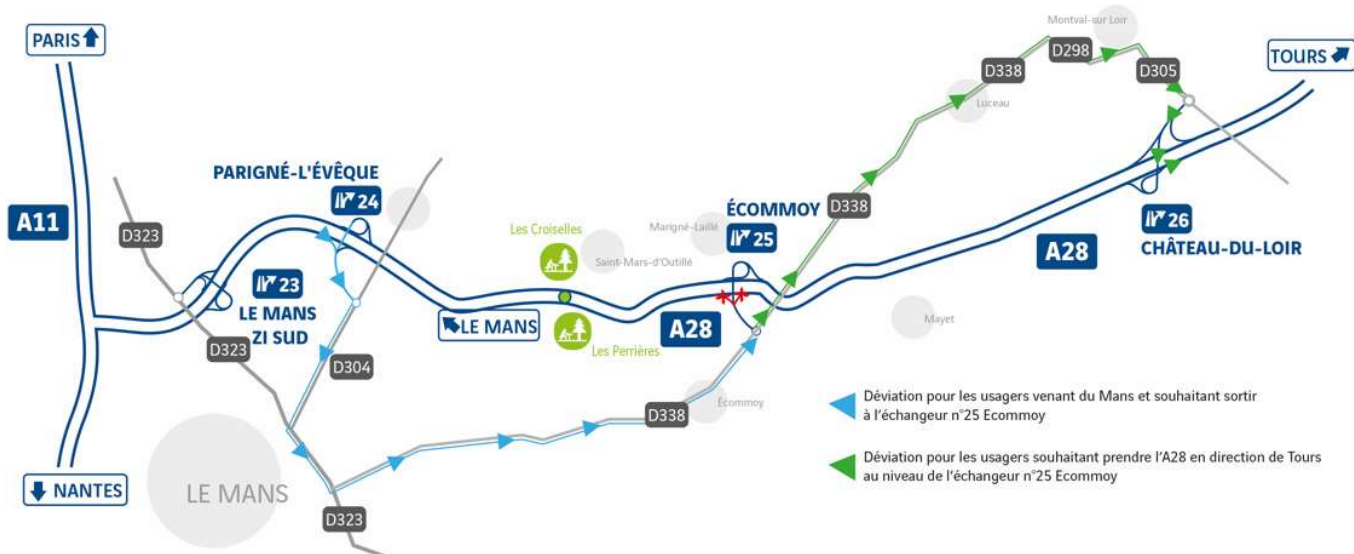 Montval-sur Loir
PARIS
D298
TOURS
D338
D305
Luceau
PARIGNÉ-L'ÉVÊQUE
24
A11
D323
ÉCOMMOY
D338
Les Croiselles
Marigné-Laillé
25
26
A28
CHÂTEAU-DU-LOIR
Saint-Mars-d'Outillé
23
LE MANS
ZI SUD
LE MANS
A28
Mayet
D323
D304
Les Perrières
Écommoy
D338
Déviation pour les usagers venant du Mans et souhaitant sortir
à l'échangeur n°25 Ecommoy
Déviation pour les usagers souhaitant prendre l'A28 en direction de Tours
au niveau de l'échangeur n°25 Ecommoy
NANTES
LE MANS
D323